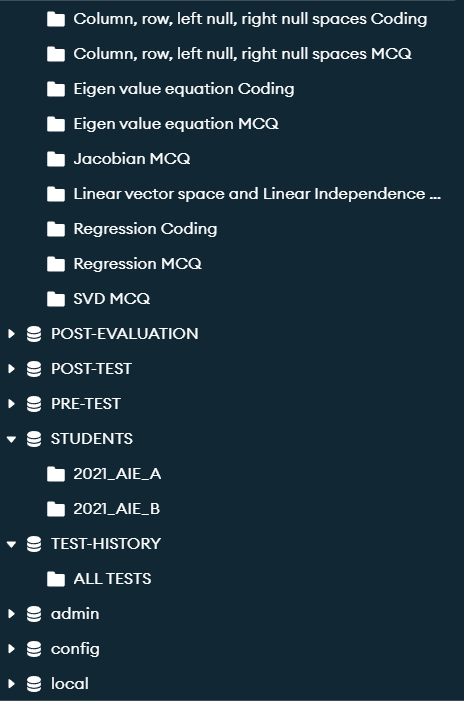 Column, row, left null, right null spaces Coding
Column, row, left null, right null spaces MCQ
Eigen value equation Coding
Eigen value equation MCQ
Jacobian MCQ
Linear vector space and Linear Independence ...
Regression Coding
Regression MCQ
SVD MCQ
POST-EVALUATION
POST-TEST
PRE-TEST
STUDENTS
2021_AIE_A
2021_AIE_B
TEST-HISTORY
ALL TESTS
admin
config
local